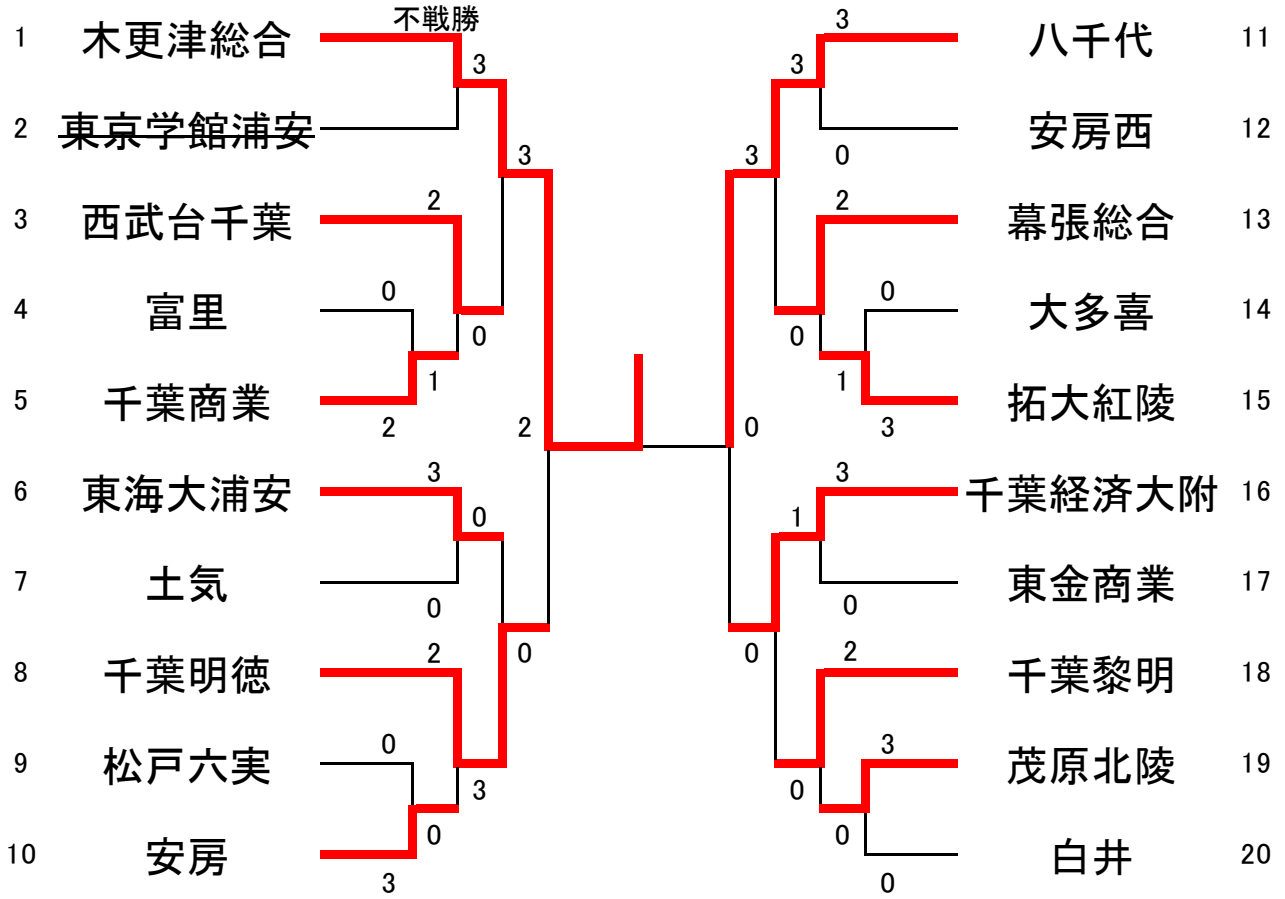 不戦勝
3
1 木更津総合
八千代 11
3
3
2 東京学館浦安
安房西 12
3
3
0
2
2
3 西武台千葉
幕張総合 13
0
0
4 富里
大多喜 14
0
0
1
1
5 千葉商業
拓大紅陵 15
2
2
0
3
3
3
6 東海大浦安
千葉経済大附 16
0
1
7 土気
東金商業 17
0
0
2
0
0
2
8 千葉明徳
千葉黎明 18
0
3
9 松戸六実
茂原北陵 19
3
0
0
0
10 安房
白井 20
3
0